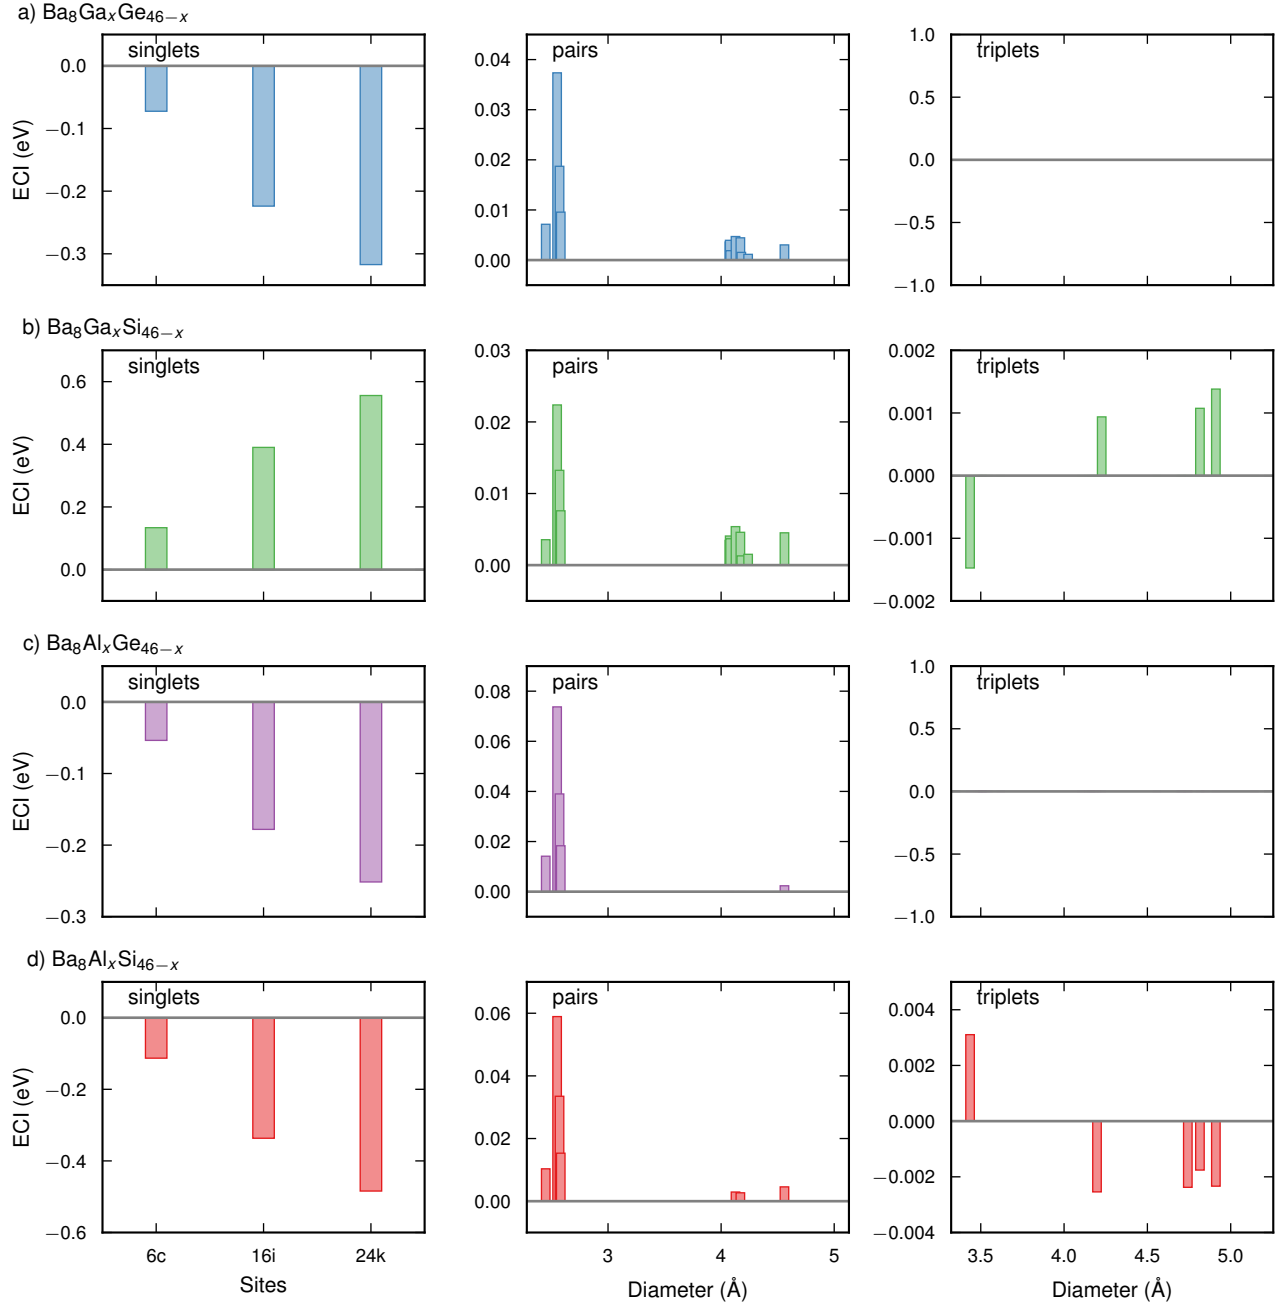 a) Ba₈GaₓGe₄₆₋ₓ
singlets
pairs
triplets
ECI (eV)
0.0
−0.1
−0.2
−0.3
0.04
0.03
0.02
0.01
0.00
1.0
0.5
0.0
−0.5
−1.0
b) Ba₈GaₓSi₄₆₋ₓ
singlets
pairs
triplets
ECI (eV)
0.6
0.4
0.2
0.0
0.03
0.02
0.01
0.00
0.002
0.001
0.000
−0.001
−0.002
c) Ba₈AlₓGe₄₆₋ₓ
singlets
pairs
triplets
ECI (eV)
0.0
−0.1
−0.2
−0.3
0.08
0.06
0.04
0.02
0.00
1.0
0.5
0.0
−0.5
−1.0
d) Ba₈AlₓSi₄₆₋ₓ
singlets
pairs
triplets
ECI (eV)
0.0
−0.2
−0.4
−0.6
0.06
0.04
0.02
0.00
0.004
0.002
0.000
−0.002
−0.004
6c 16i 24k
3 4 5
3.5 4.0 4.5 5.0
Sites
Diameter (Å)
Diameter (Å)